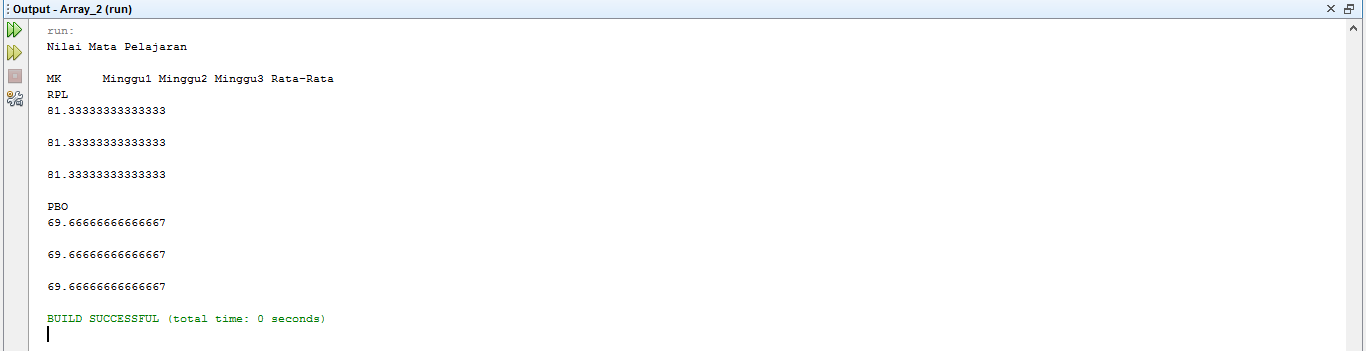 Output - Array_2 (run)
run:
Nilai Mata Pelajaran
MK Minggu1 Minggu2 Minggu3 Rata-Rata
RPL
81.33333333333333
81.33333333333333
81.33333333333333
PBO
69.66666666666667
69.66666666666667
69.66666666666667
BUILD SUCCESSFUL (total time: 0 seconds)